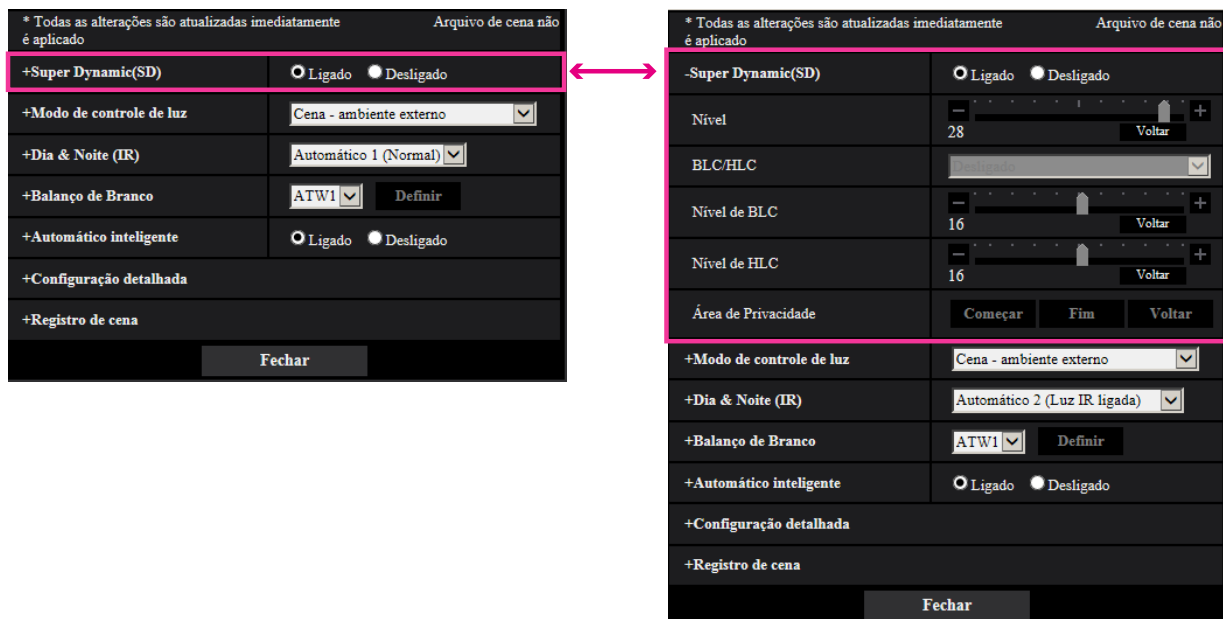 * Todas as alterações são atualizadas imediatamente Arquivo de cena não
é aplicado
+Super Dynamic(SD) Ligado Desligado
+Modo de controle de luz Cena - ambiente externo
+Dia & Noite (IR) Automático 1 (Normal)
+Balanço de Branco ATW1 Definir
+Automático inteligente Ligado Desligado
+Configuração detalhada
+Registro de cena
Fechar
* Todas as alterações são atualizadas imediatamente Arquivo de cena não
é aplicado
-Super Dynamic(SD) Ligado Desligado
Nível
28 Voltar
BLC/HLC Desligado
Nível de BLC
16 Voltar
Nível de HLC
16 Voltar
Área de Privacidade Começar Fim Voltar
+Modo de controle de luz Cena - ambiente externo
+Dia & Noite (IR) Automático 2 (Luz IR ligada)
+Balanço de Branco ATW1 Definir
+Automático inteligente Ligado Desligado
+Configuração detalhada
+Registro de cena
Fechar